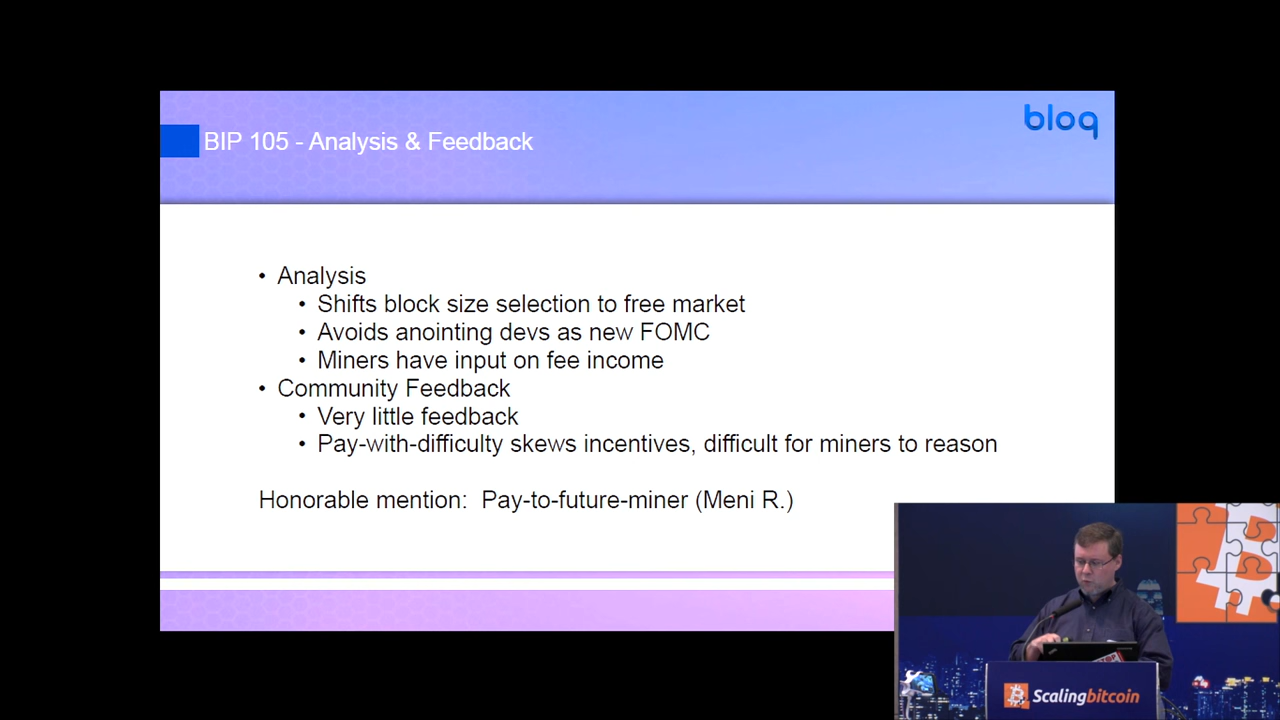 bloq
BIP 105 - Analysis & Feedback
• Analysis
• Shifts block size selection to free market
• Avoids anointing devs as new FOMC
• Miners have input on fee income
• Community Feedback
• Very little feedback
• Pay-with-difficulty skews incentives, difficult for miners to reason
Honorable mention: Pay-to-future-miner (Meni R.)
Scalingbitcoin